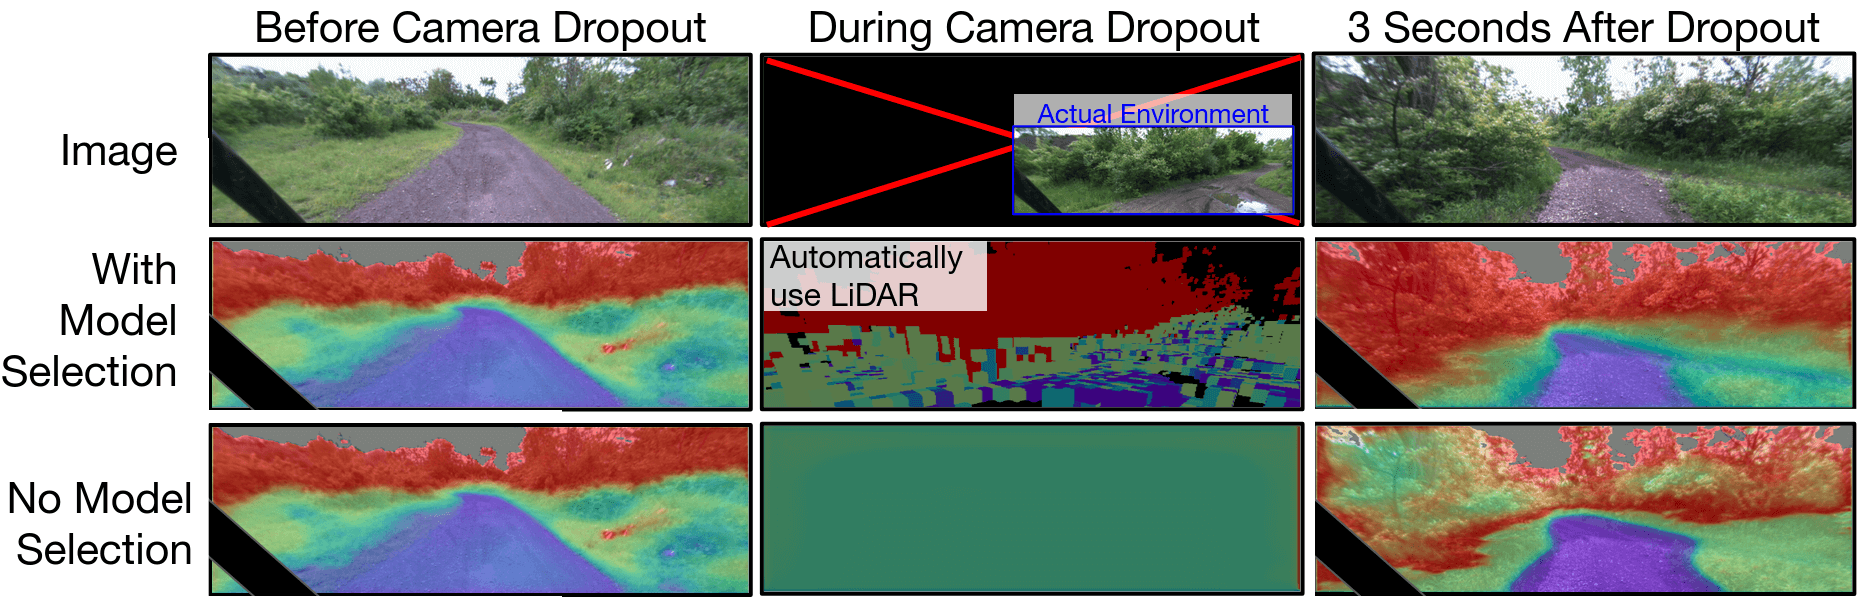 Before Camera Dropout
During Camera Dropout
3 Seconds After Dropout
Image
Actual Environment
With
Model
Selection
Automatically
use LiDAR
No Model
Selection